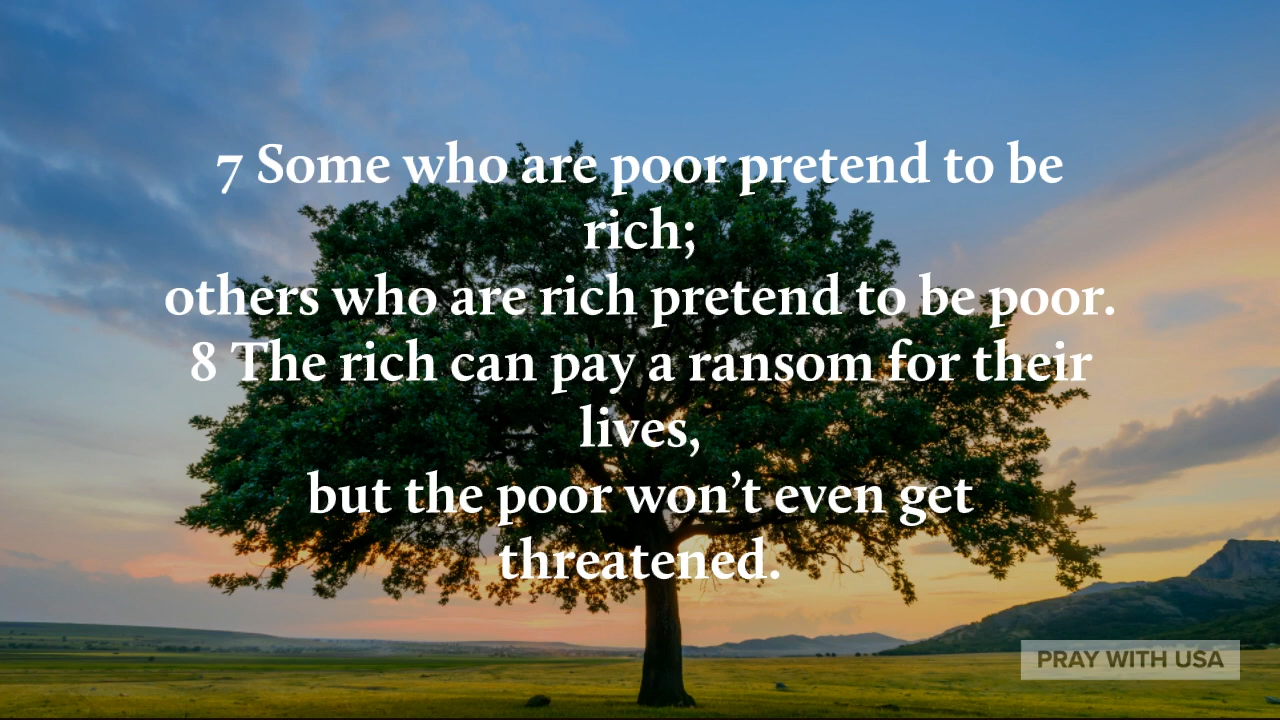 7 Some who are poor pretend to be
rich;
others who are rich pretend to be poor.
8 The rich can pay a ransom for their
lives,
but the poor won’t even get
threatened.
PRAY WITH USA